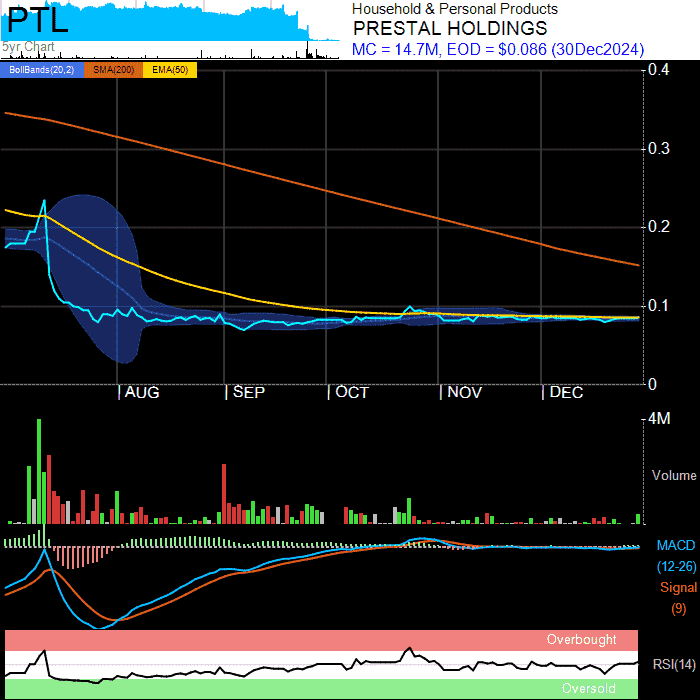 PTL
5yr Chart
Household & Personal Products
PRESTAL HOLDINGS
MC = 14.7M, EOD = $0.086 (30Dec2024)
BollBands(20,2) SMA(200) EMA(50)
0.4
0.3
0.2
0.1
0
AUG SEP OCT NOV DEC
4M
Volume
MACD
(12-26)
Signal
(9)
Overbought
RSI(14)
Oversold